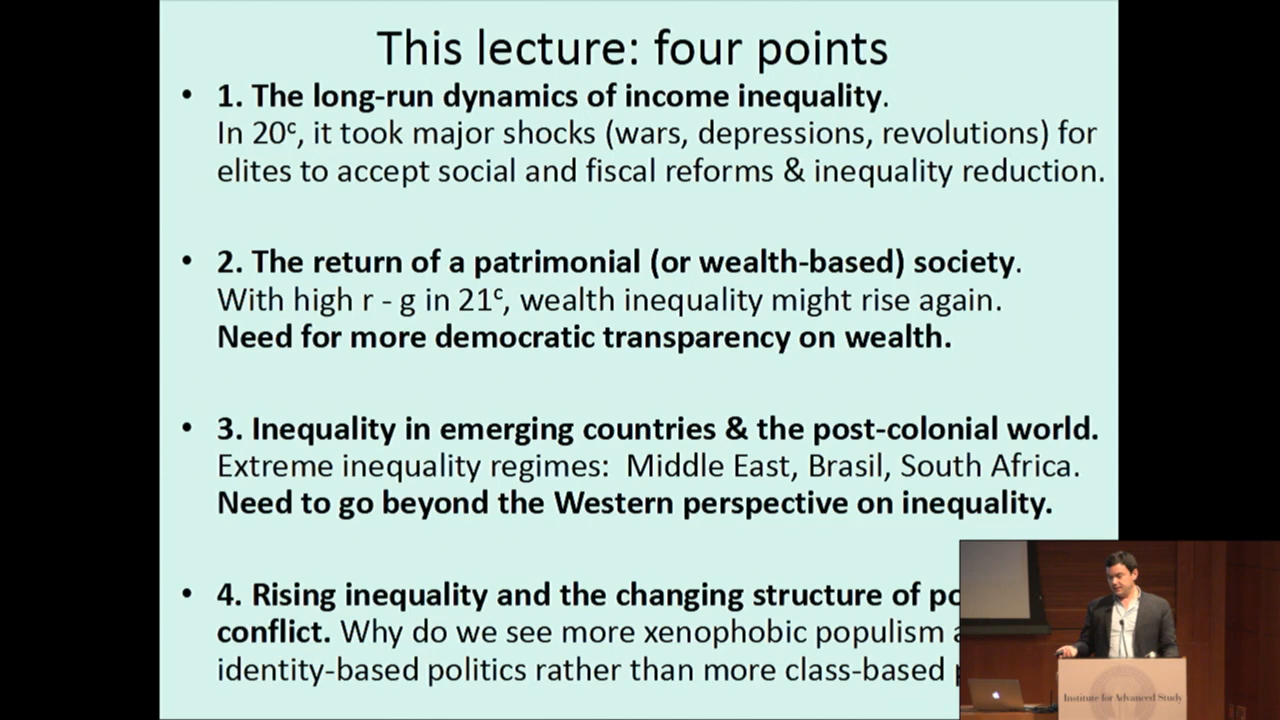 This lecture: four points
• 1. The long-run dynamics of income inequality.
In 20ᶜ, it took major shocks (wars, depressions, revolutions) for
elites to accept social and fiscal reforms & inequality reduction.
• 2. The return of a patrimonial (or wealth-based) society.
With high r - g in 21ᶜ, wealth inequality might rise again.
Need for more democratic transparency on wealth.
• 3. Inequality in emerging countries & the post-colonial world.
Extreme inequality regimes:  Middle East, Brasil, South Africa.
Need to go beyond the Western perspective on inequality.
• 4. Rising inequality and the changing structure of
conflict. Why do we see more xenophobic populism
identity-based politics rather than more class-based
Institute for Advanced Study